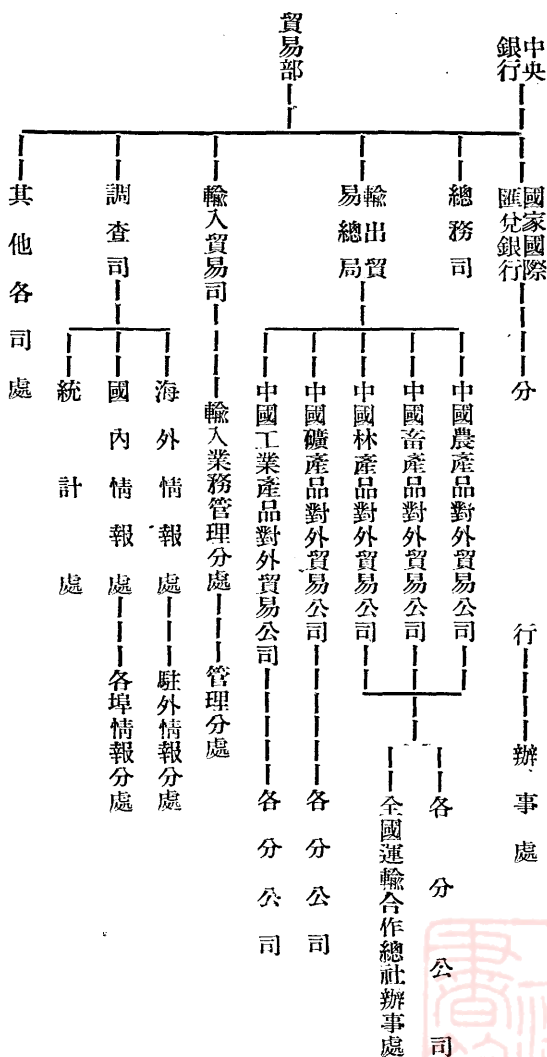 中央
銀行
國家國際
匯兌銀行
分行
辦事處
貿易部
總務司
輸出貿
易總局
中國農產品對外貿易公司
中國畜產品對外貿易公司
中國林產品對外貿易公司
各分公司
全國運輸合作總社辦事處
中國礦產品對外貿易公司
各分公司
中國工業產品對外貿易公司
各分公司
輸入貿易司
輸入業務管理分處
管理分處
調查司
海外情報處
駐外情報分處
國內情報處
各埠情報分處
統計處
其他各司處